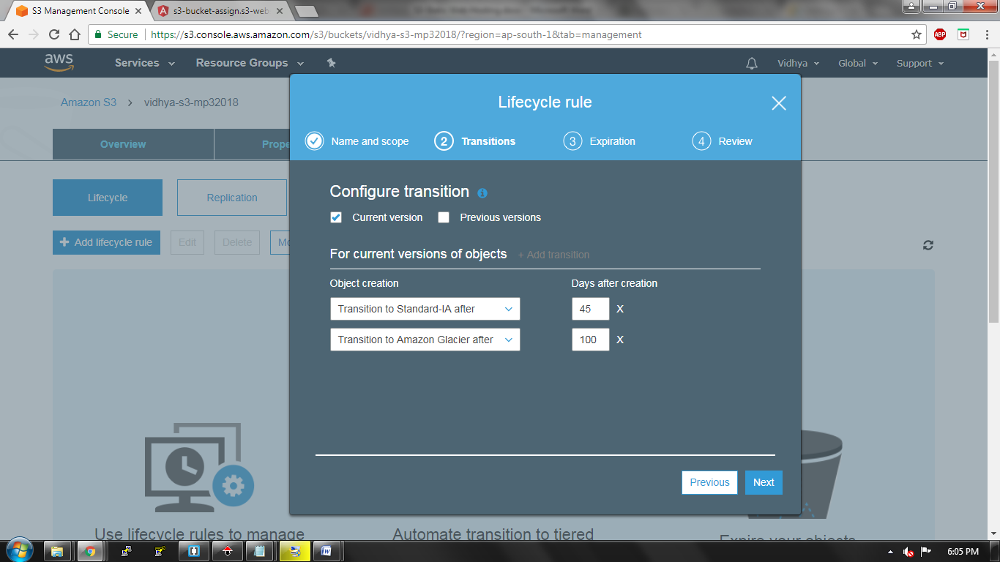 S3 Management Console
s3-bucket-assign.s3-web
Secure
https://s3.console.aws.amazon.com/s3/buckets/vidhya-s3-mp32018/?region=ap-south-1&tab=management
ABP
aws
Services
Resource Groups
Vidhya
Global
Support
Amazon S3 > vidhya-s3-mp32018
Lifecycle rule
Overview
Prope
Name and scope
2 Transitions
3 Expiration
4 Review
Lifecycle
Replication
Configure transition
Current version
Previous versions
+ Add lifecycle rule
Edit
Delete
Mo
For current versions of objects
+ Add transition
Object creation
Days after creation
Transition to Standard-IA after
45 X
Transition to Amazon Glacier after
100 X
Previous
Next
Use lifecycle rules to manage
Automate transition to tiered
Expire your objects
6:05 PM